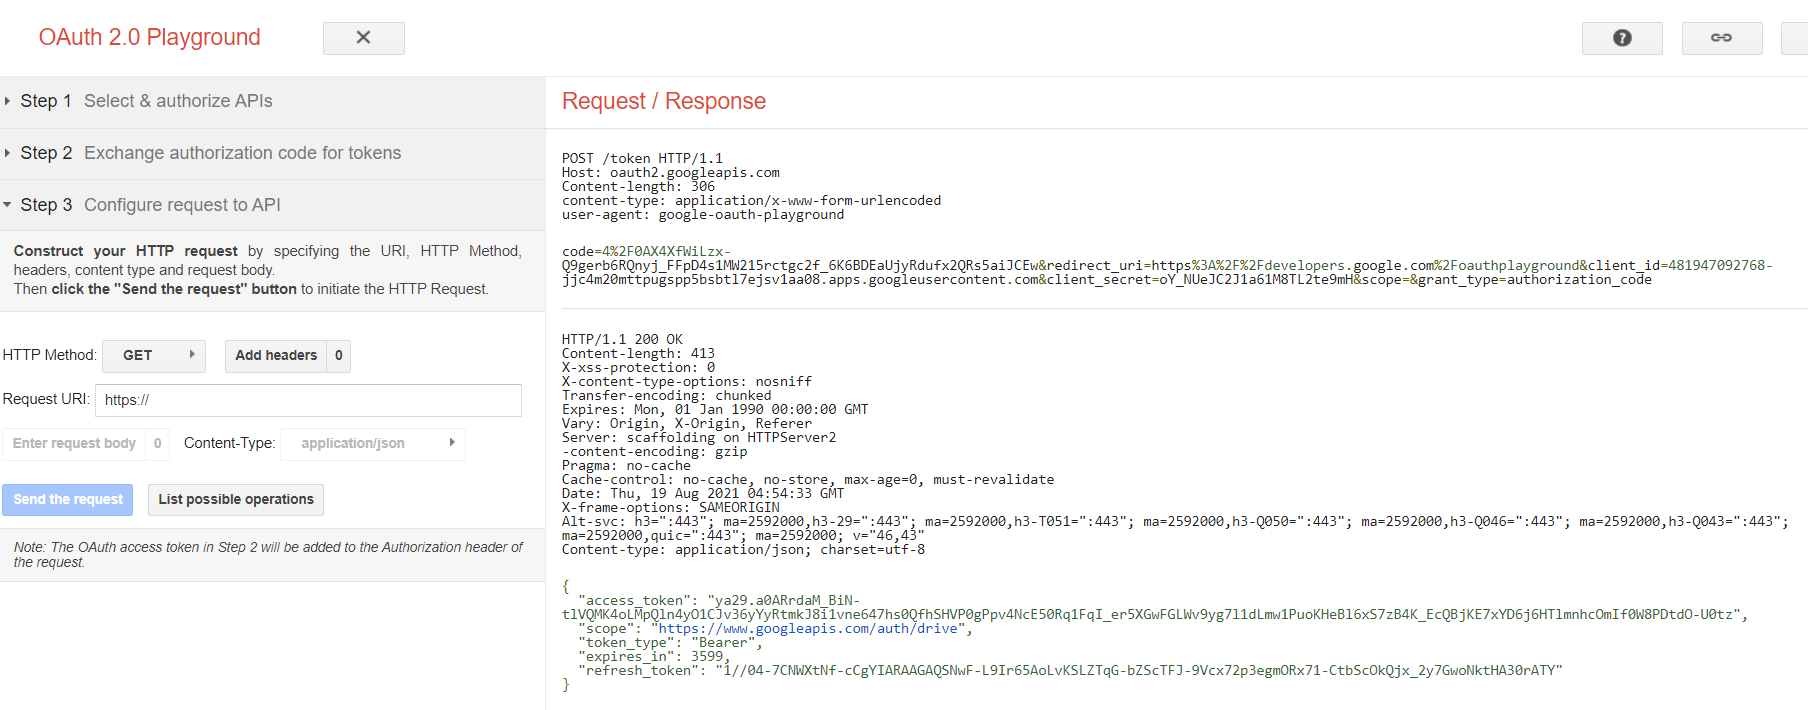 OAuth 2.0 Playground
Step 1 Select & authorize APIs
Step 2 Exchange authorization code for tokens
Step 3 Configure request to API
Construct your HTTP request by specifying the URI, HTTP Method,
headers, content type and request body.
Then click the "Send the request" button to initiate the HTTP Request.
HTTP Method: GET Add headers 0
Request URI: https://
Enter request body 0 Content-Type: application/json
Send the request List possible operations
Note: The OAuth access token in Step 2 will be added to the Authorization header of
the request.
Request / Response
POST /token HTTP/1.1
Host: oauth2.googleapis.com
Content-length: 306
content-type: application/x-www-form-urlencoded
user-agent: google-oauth-playground
code=4%2F0AX4XfWiLzx-
Q9gerb6RQnyj_FFpD4s1MW215rctgc2f_6K6BDEaUjyRdufx2QRs5aiJCEw&redirect_uri=https%3A%2F%2Fdevelopers.google.com%2Foauthplayground&client_id=481947092768-
jjc4m20mttpugspp5bsbtl7ejsv1aa08.apps.googleusercontent.com&client_secret=oY_NUeJC2J1a61M8TL2te9mH&scope=&grant_type=authorization_code
HTTP/1.1 200 OK
Content-length: 413
X-xss-protection: 0
X-content-type-options: nosniff
Transfer-encoding: chunked
Expires: Mon, 01 Jan 1990 00:00:00 GMT
Vary: Origin, X-Origin, Referer
Server: scaffolding on HTTPServer2
-content-encoding: gzip
Pragma: no-cache
Cache-control: no-cache, no-store, max-age=0, must-revalidate
Date: Thu, 19 Aug 2021 04:54:33 GMT
X-frame-options: SAMEORIGIN
Alt-svc: h3=":443"; ma=2592000,h3-29=":443"; ma=2592000,h3-T051=":443"; ma=2592000,h3-Q050=":443"; ma=2592000,h3-Q046=":443"; ma=2592000,h3-Q043=":443";
ma=2592000,quic=":443"; ma=2592000; v="46,43"
Content-type: application/json; charset=utf-8
{
"access_token": "ya29.a0ARrdaM_BiN-
tlVQMK4oLMpQln4yO1CJv36yYyRtmkJ8i1vne647hs0QfhSHVP0gPpv4NcE50Rq1FqI_er5XGwFGLWv9yg7l1dLmw1PuoKHeBl6xS7zB4K_EcQBjKE7xYD6j6HTlmnhcOmIf0W8PDtdO-U0tz",
"scope": "https://www.googleapis.com/auth/drive",
"token_type": "Bearer",
"expires_in": 3599,
"refresh_token": "1//04-7CNWXtNf-cCgYIARAAGAQSNwF-L9Ir65AoLvKSLZTqG-bZScTFJ-9Vcx72p3egmORx71-CtbScOkQjx_2y7GwoNktHA30rATY"
}